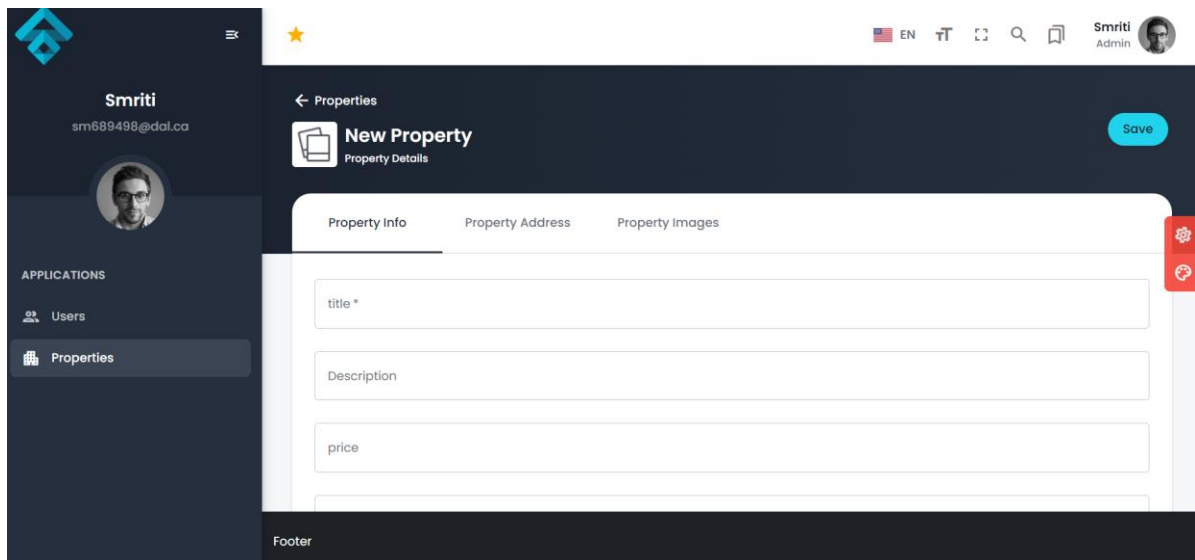 EN
Smriti
Admin
Smriti
sm689498@dal.ca
APPLICATIONS
Users
Properties
Properties
New Property
Property Details
Save
Property Info
Property Address
Property Images
title *
Description
price
Footer